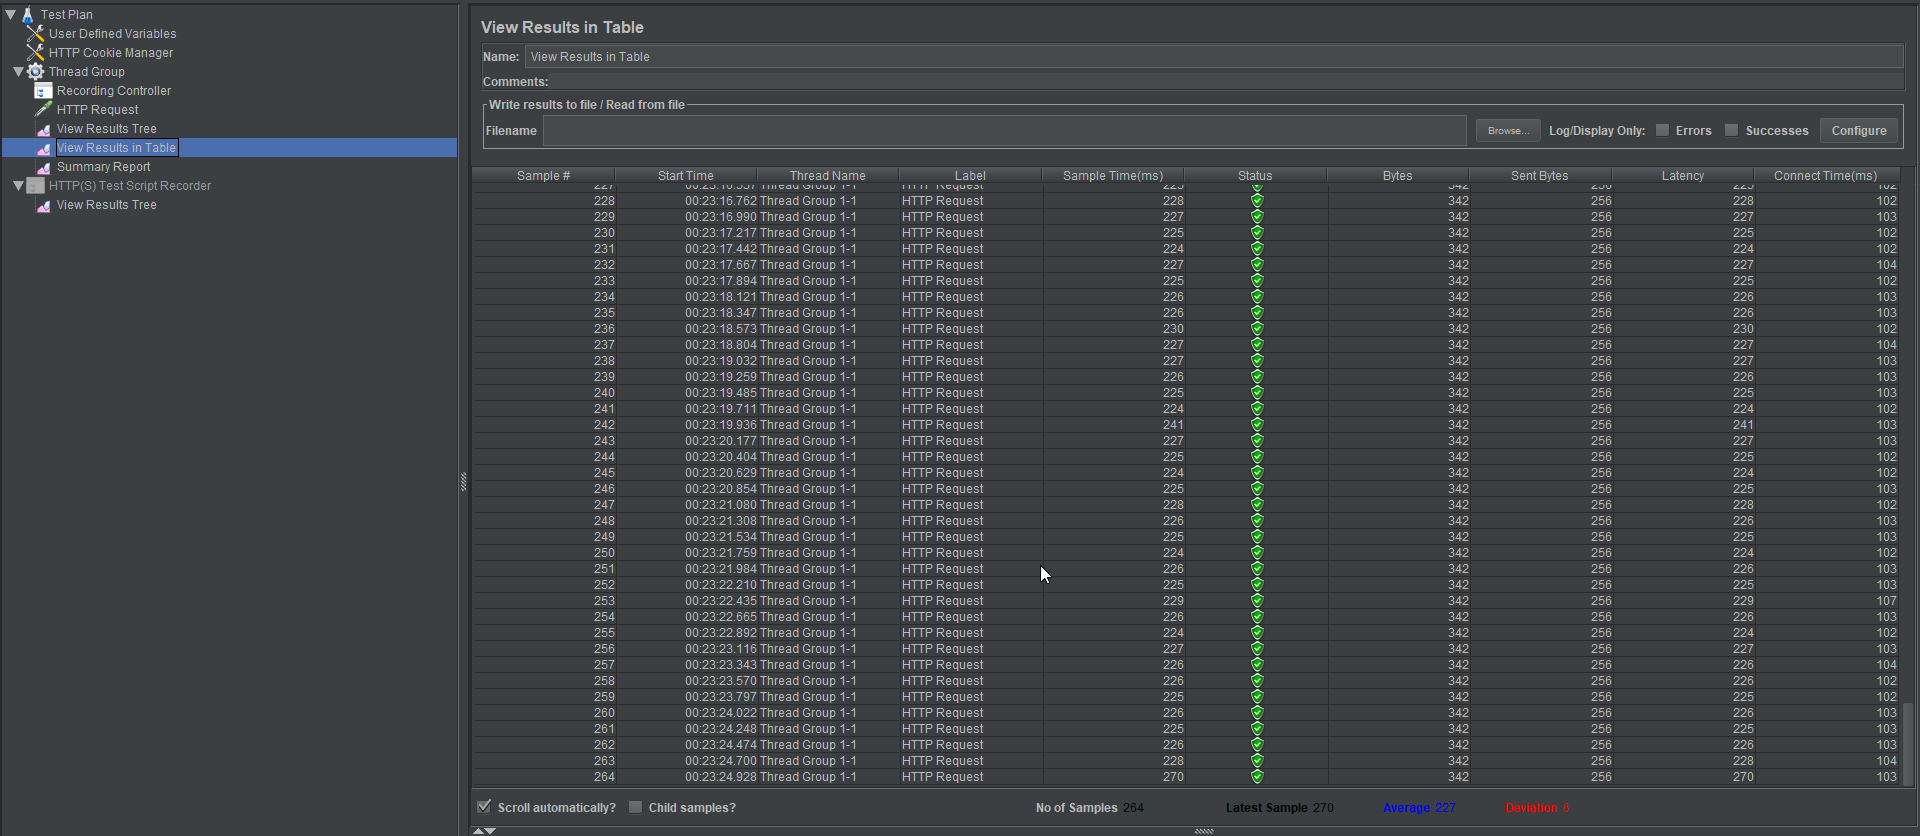 Test Plan
User Defined Variables
HTTP Cookie Manager
Thread Group
Recording Controller
HTTP Request
View Results Tree
View Results in Table
Summary Report
HTTP(S) Test Script Recorder
View Results Tree
View Results in Table
Name: View Results in Table
Comments:
Write results to file / Read from file
Filename Browse... Log/Display Only: Errors Successes Configure
Sample # Start Time Thread Name Label Sample Time(ms) Status Bytes Sent Bytes Latency Connect Time(ms)
227 00:23:16.537 Thread Group 1-1 HTTP Request 225 342 256 225 102
228 00:23:16.762 Thread Group 1-1 HTTP Request 228 342 256 228 102
229 00:23:16.990 Thread Group 1-1 HTTP Request 227 342 256 227 103
230 00:23:17.217 Thread Group 1-1 HTTP Request 225 342 256 225 102
231 00:23:17.442 Thread Group 1-1 HTTP Request 224 342 256 224 102
232 00:23:17.667 Thread Group 1-1 HTTP Request 227 342 256 227 104
233 00:23:17.894 Thread Group 1-1 HTTP Request 225 342 256 225 102
234 00:23:18.121 Thread Group 1-1 HTTP Request 226 342 256 226 103
235 00:23:18.347 Thread Group 1-1 HTTP Request 226 342 256 226 103
236 00:23:18.573 Thread Group 1-1 HTTP Request 230 342 256 230 102
237 00:23:18.804 Thread Group 1-1 HTTP Request 227 342 256 227 104
238 00:23:19.032 Thread Group 1-1 HTTP Request 227 342 256 227 103
239 00:23:19.259 Thread Group 1-1 HTTP Request 226 342 256 226 103
240 00:23:19.485 Thread Group 1-1 HTTP Request 225 342 256 225 103
241 00:23:19.711 Thread Group 1-1 HTTP Request 224 342 256 224 102
242 00:23:19.936 Thread Group 1-1 HTTP Request 241 342 256 241 103
243 00:23:20.177 Thread Group 1-1 HTTP Request 227 342 256 227 103
244 00:23:20.404 Thread Group 1-1 HTTP Request 225 342 256 225 102
245 00:23:20.629 Thread Group 1-1 HTTP Request 224 342 256 224 102
246 00:23:20.854 Thread Group 1-1 HTTP Request 225 342 256 225 103
247 00:23:21.080 Thread Group 1-1 HTTP Request 228 342 256 228 102
248 00:23:21.308 Thread Group 1-1 HTTP Request 226 342 256 226 103
249 00:23:21.534 Thread Group 1-1 HTTP Request 225 342 256 225 103
250 00:23:21.759 Thread Group 1-1 HTTP Request 224 342 256 224 102
251 00:23:21.984 Thread Group 1-1 HTTP Request 226 342 256 226 103
252 00:23:22.210 Thread Group 1-1 HTTP Request 225 342 256 225 103
253 00:23:22.435 Thread Group 1-1 HTTP Request 229 342 256 229 107
254 00:23:22.665 Thread Group 1-1 HTTP Request 226 342 256 226 103
255 00:23:22.892 Thread Group 1-1 HTTP Request 224 342 256 224 102
256 00:23:23.116 Thread Group 1-1 HTTP Request 227 342 256 227 103
257 00:23:23.343 Thread Group 1-1 HTTP Request 226 342 256 226 104
258 00:23:23.570 Thread Group 1-1 HTTP Request 226 342 256 226 102
259 00:23:23.797 Thread Group 1-1 HTTP Request 225 342 256 225 102
260 00:23:24.022 Thread Group 1-1 HTTP Request 226 342 256 226 103
261 00:23:24.248 Thread Group 1-1 HTTP Request 225 342 256 225 103
262 00:23:24.474 Thread Group 1-1 HTTP Request 226 342 256 226 103
263 00:23:24.700 Thread Group 1-1 HTTP Request 228 342 256 228 104
264 00:23:24.928 Thread Group 1-1 HTTP Request 270 342 256 270 103
Scroll automatically? Child samples? No of Samples 264 Latest Sample 270 Average 227 Deviation 6